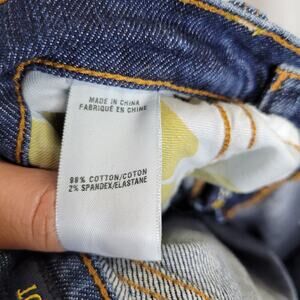 MADE IN CHINA
FABRIQUÉ EN CHINE
98% COTTON/COTON
2% SPANDEX/ELASTANE